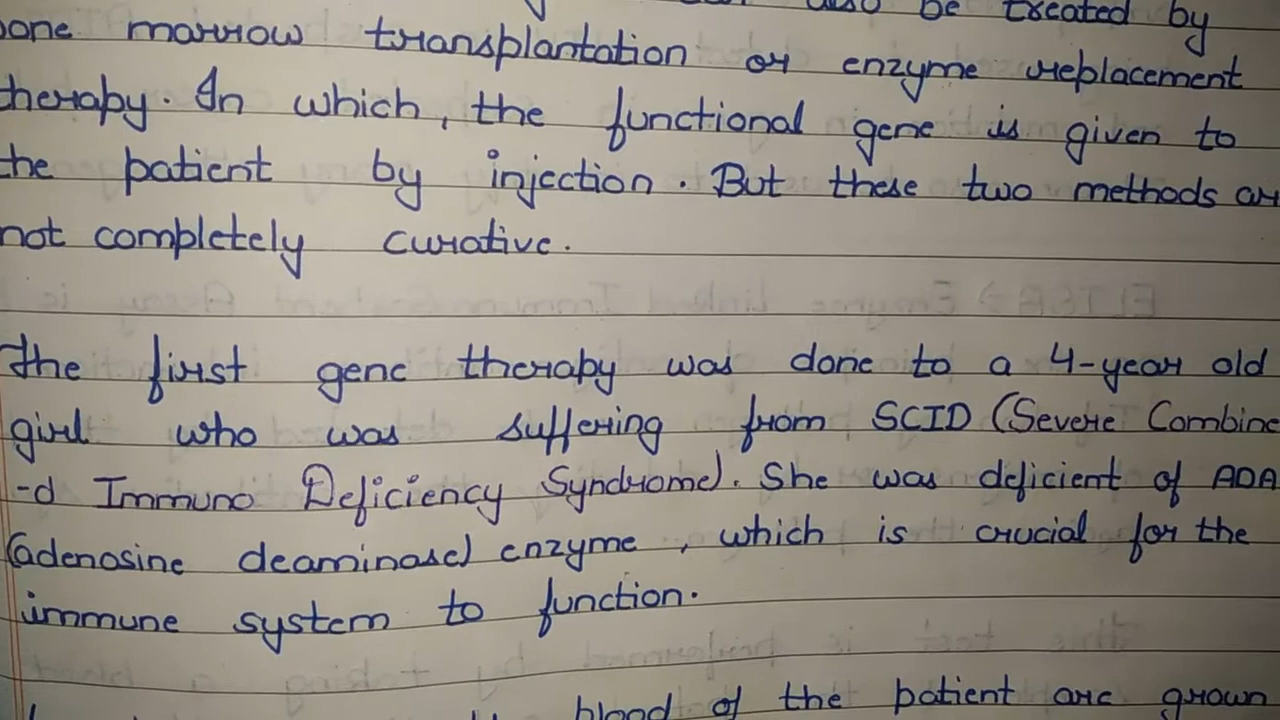 also be treated by
one marrow transplantation or enzyme replacement
therapy. In which, the functional gene is given to
the patient by injection. But these two methods ar
not completely curative.
The first gene therapy was done to a 4-year old
girl who was suffering from SCID (Severe Combine
-d Immuno Deficiency Syndrome). She was deficient of ADA
(adenosine deaminase) enzyme, which is crucial for the
immune system to function.
blood of the patient are grown